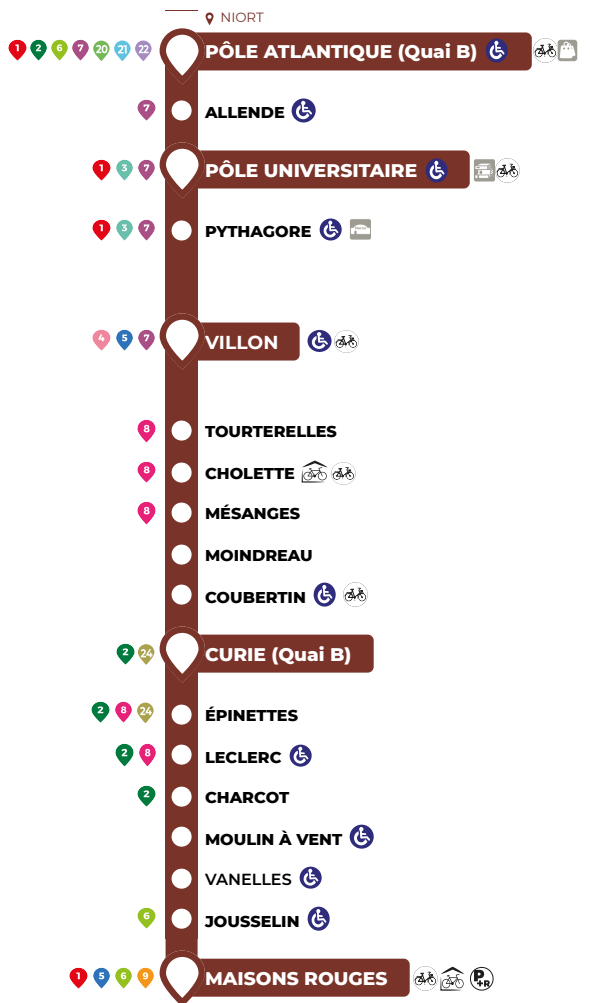 NIORT
1 2 6 7 20 21 22 PÔLE ATLANTIQUE (Quai B)
7 ALLENDE
1 3 7 PÔLE UNIVERSITAIRE
1 3 7 PYTHAGORE
4 5 7 VILLON
8 TOURTERELLES
8 CHOLETTE
8 MÉSANGES
MOINDREAU
COUBERTIN
2 24 CURIE (Quai B)
2 8 24 ÉPINETTES
2 8 LECLERC
2 CHARCOT
MOULIN À VENT
VANELLES
6 JOUSSELIN
1 5 6 9 MAISONS ROUGES P+R